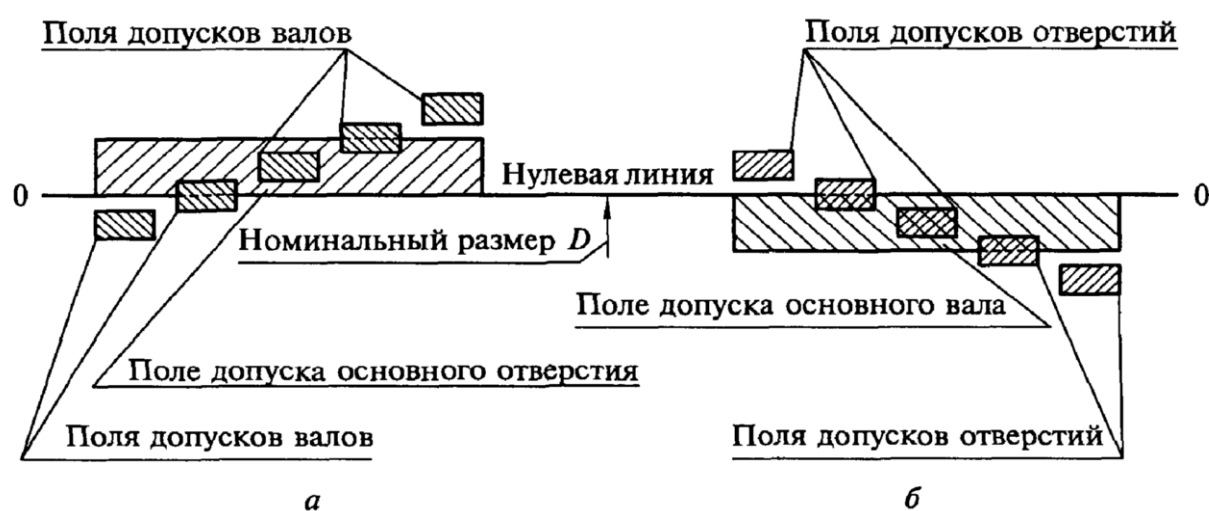 Поля допусков валов
Поля допусков отверстий
Нулевая линия
0
0
Номинальный размер D
Поле допуска основного вала
Поле допуска основного отверстия
Поля допусков валов
Поля допусков отверстий
а
б